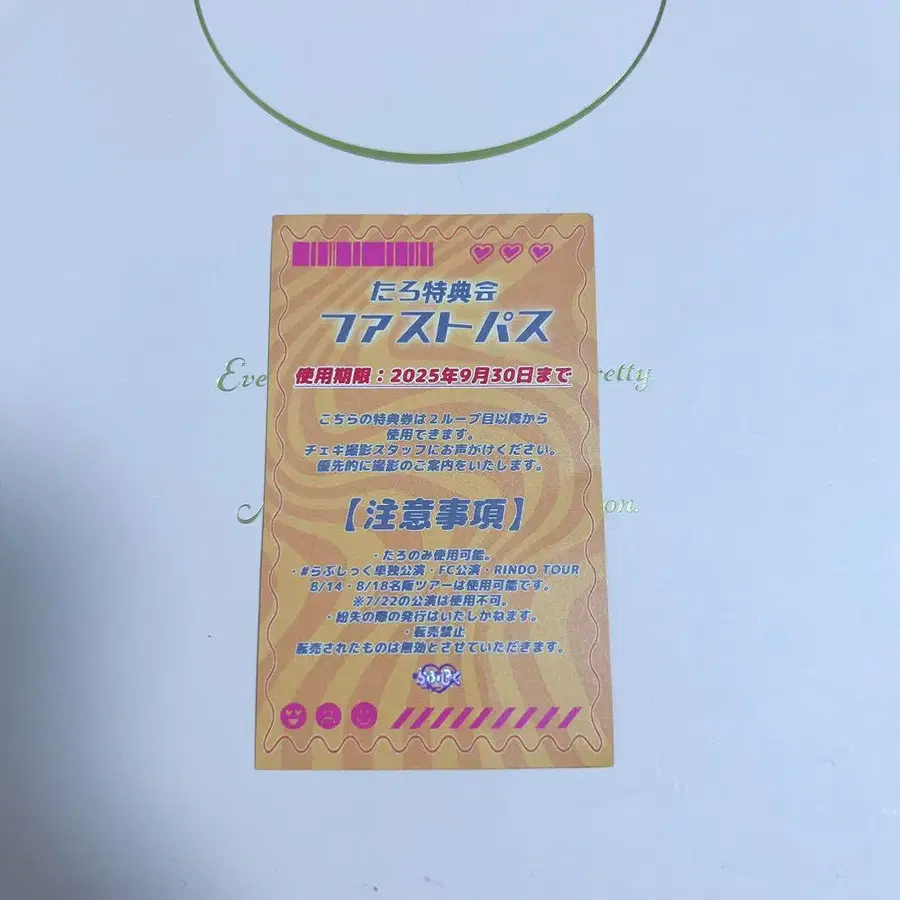 たろ特典会
ファストパス
使用期限:2025年9月30日まで
Eve
etty
こちらの特典券は2ループ目以降から
使用できます。
チェキ撮影スタッフにお声がけください。
優先的に撮影のご案内をいたします。
【注意事項】
on.
・たろのみ使用可能。
・#らぶしっく単独公演・FC公演・RINDO TOUR
8/14・8/18名阪ツアーは使用可能です。
※7/22の公演は使用不可。
・紛失の際の発行はいたしかねます。
・転売禁止
転売されたものは無効とさせていただきます。
らぶしっく